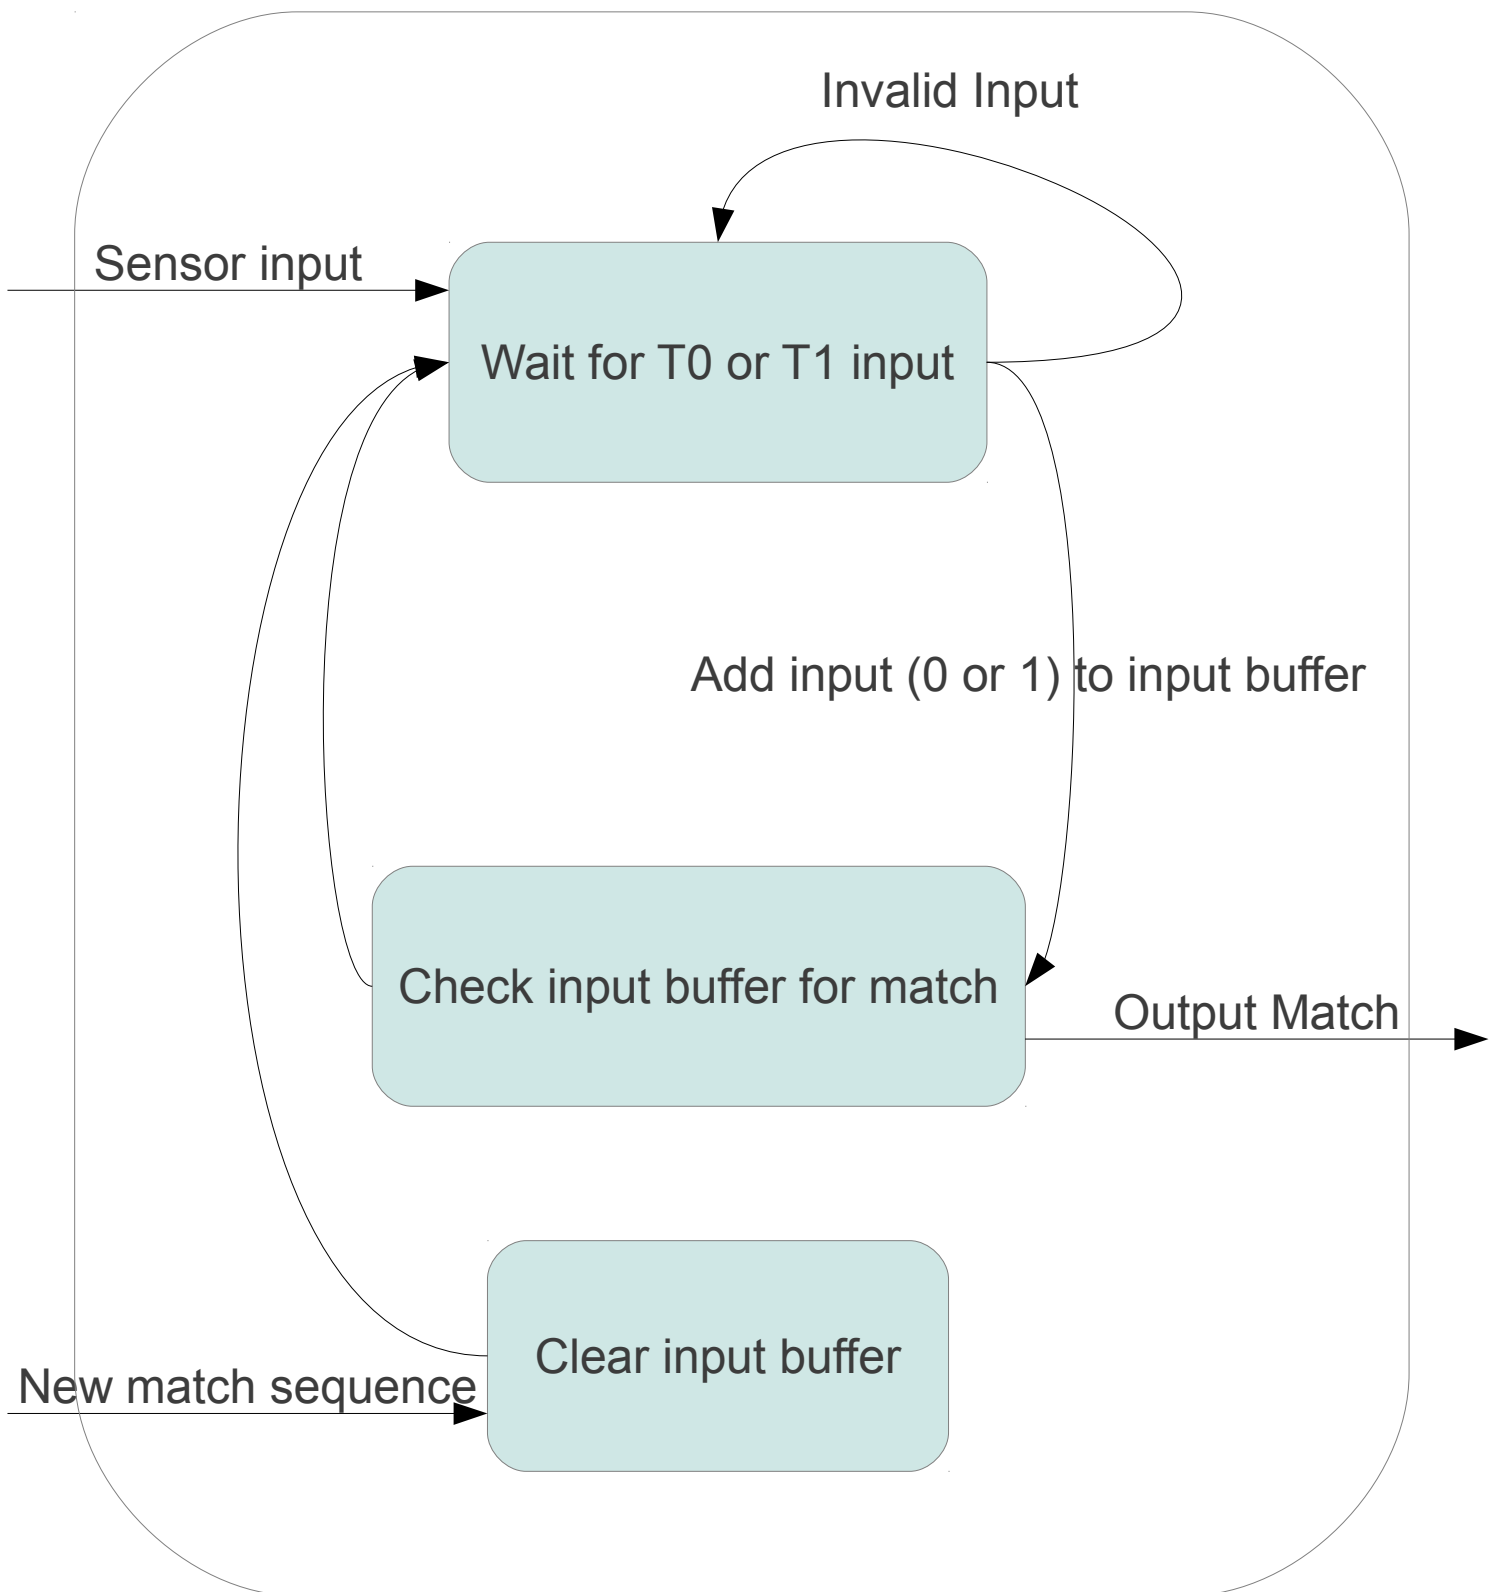 Invalid Input
Sensor input
Wait for T0 or T1 input
Add input (0 or 1) to input buffer
Check input buffer for match
Output Match
Clear input buffer
New match sequence